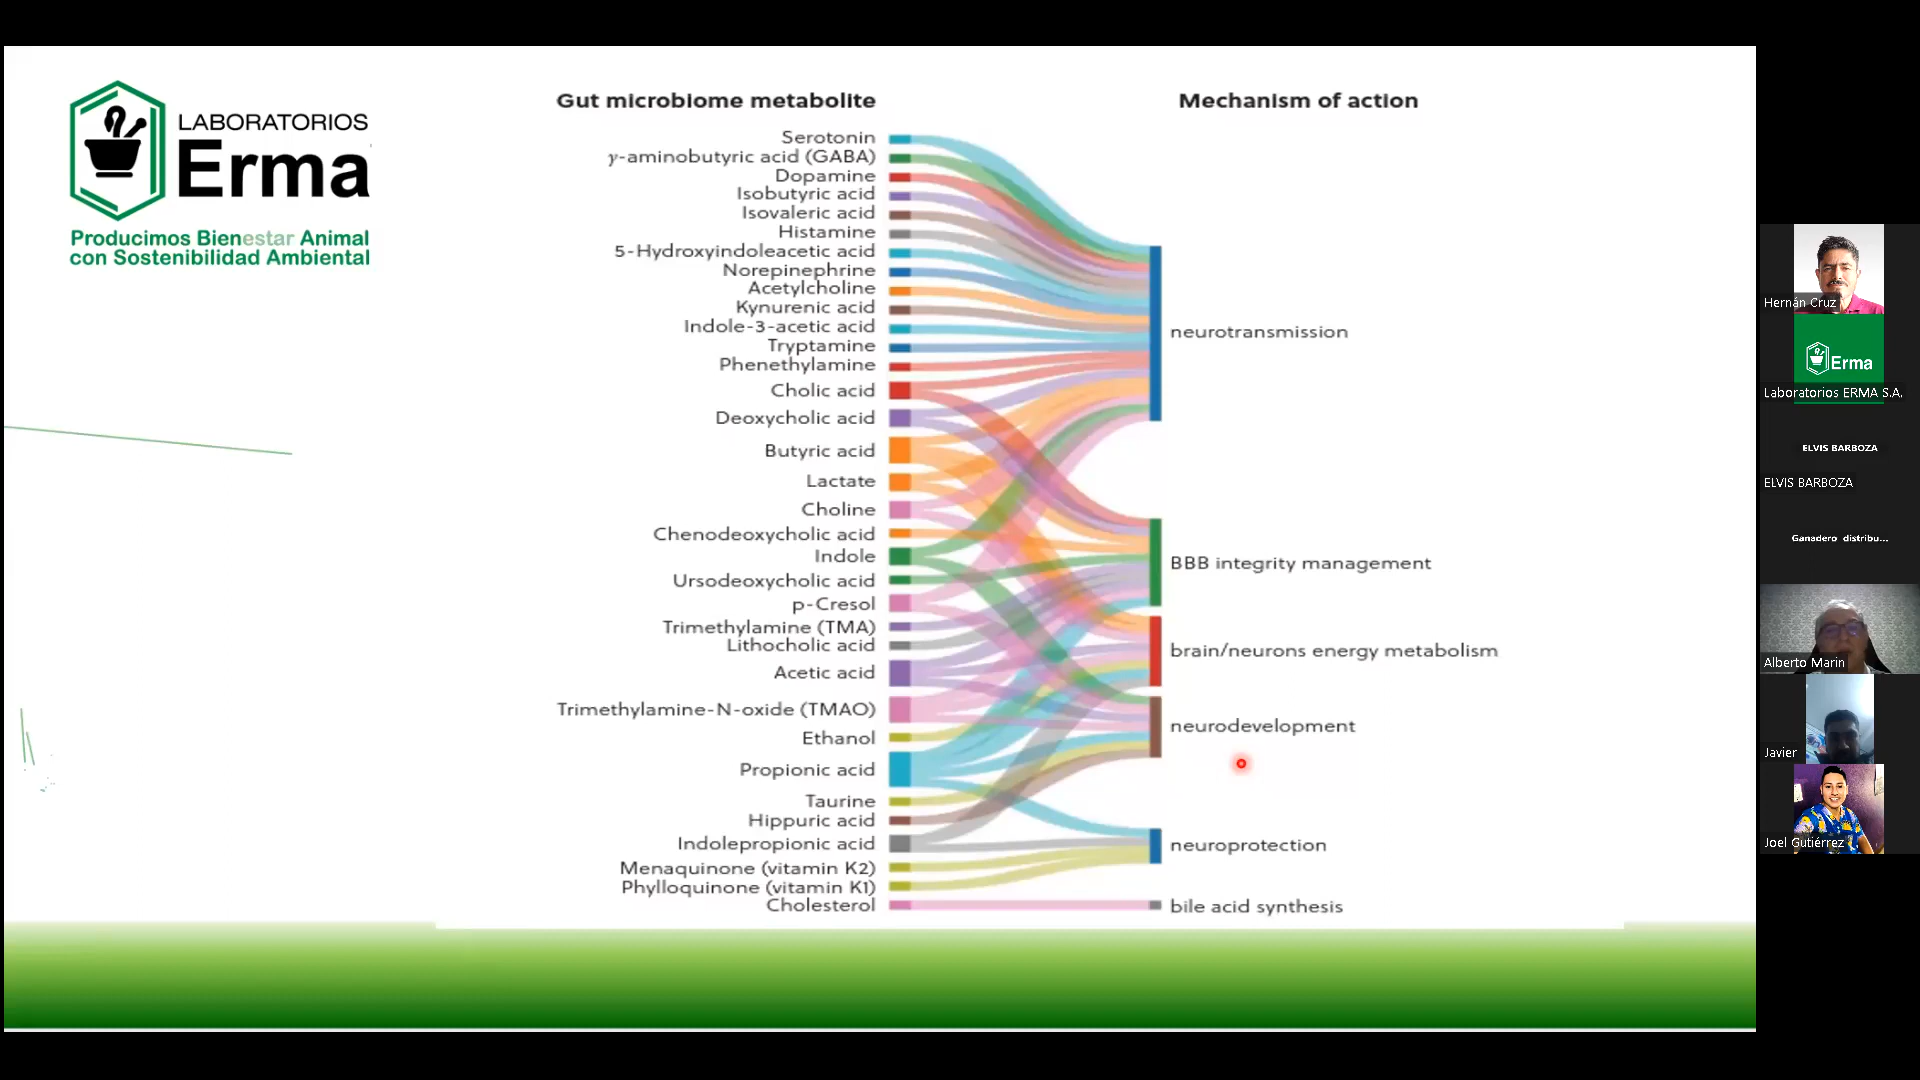 LABORATORIOS
Erma
Producimos Bienestar Animal
con Sostenibilidad Ambiental
Gut microbiome metabolite
Mechanism of action
Serotonin
γ-aminobutyric acid (GABA)
Dopamine
Isobutyric acid
Isovaleric acid
Histamine
5-Hydroxyindoleacetic acid
Norepinephrine
Acetylcholine
Kynurenic acid
Indole-3-acetic acid
Tryptamine
Phenethylamine
Cholic acid
Deoxycholic acid
Butyric acid
Lactate
Choline
Chenodeoxycholic acid
Indole
Ursodeoxycholic acid
p-Cresol
Trimethylamine (TMA)
Lithocholic acid
Acetic acid
Trimethylamine-N-oxide (TMAO)
Ethanol
Propionic acid
Taurine
Hippuric acid
Indolepropionic acid
Menaquinone (vitamin K2)
Phylloquinone (vitamin K1)
Cholesterol
neurotransmission
BBB integrity management
brain/neurons energy metabolism
neurodevelopment
neuroprotection
bile acid synthesis
Hernán Cruz
Erma
Laboratorios ERMA S.A.
ELVIS BARBOZA
ELVIS BARBOZA
Ganadero distribu...
Alberto Marin
Javier
Joel Gutiérrez